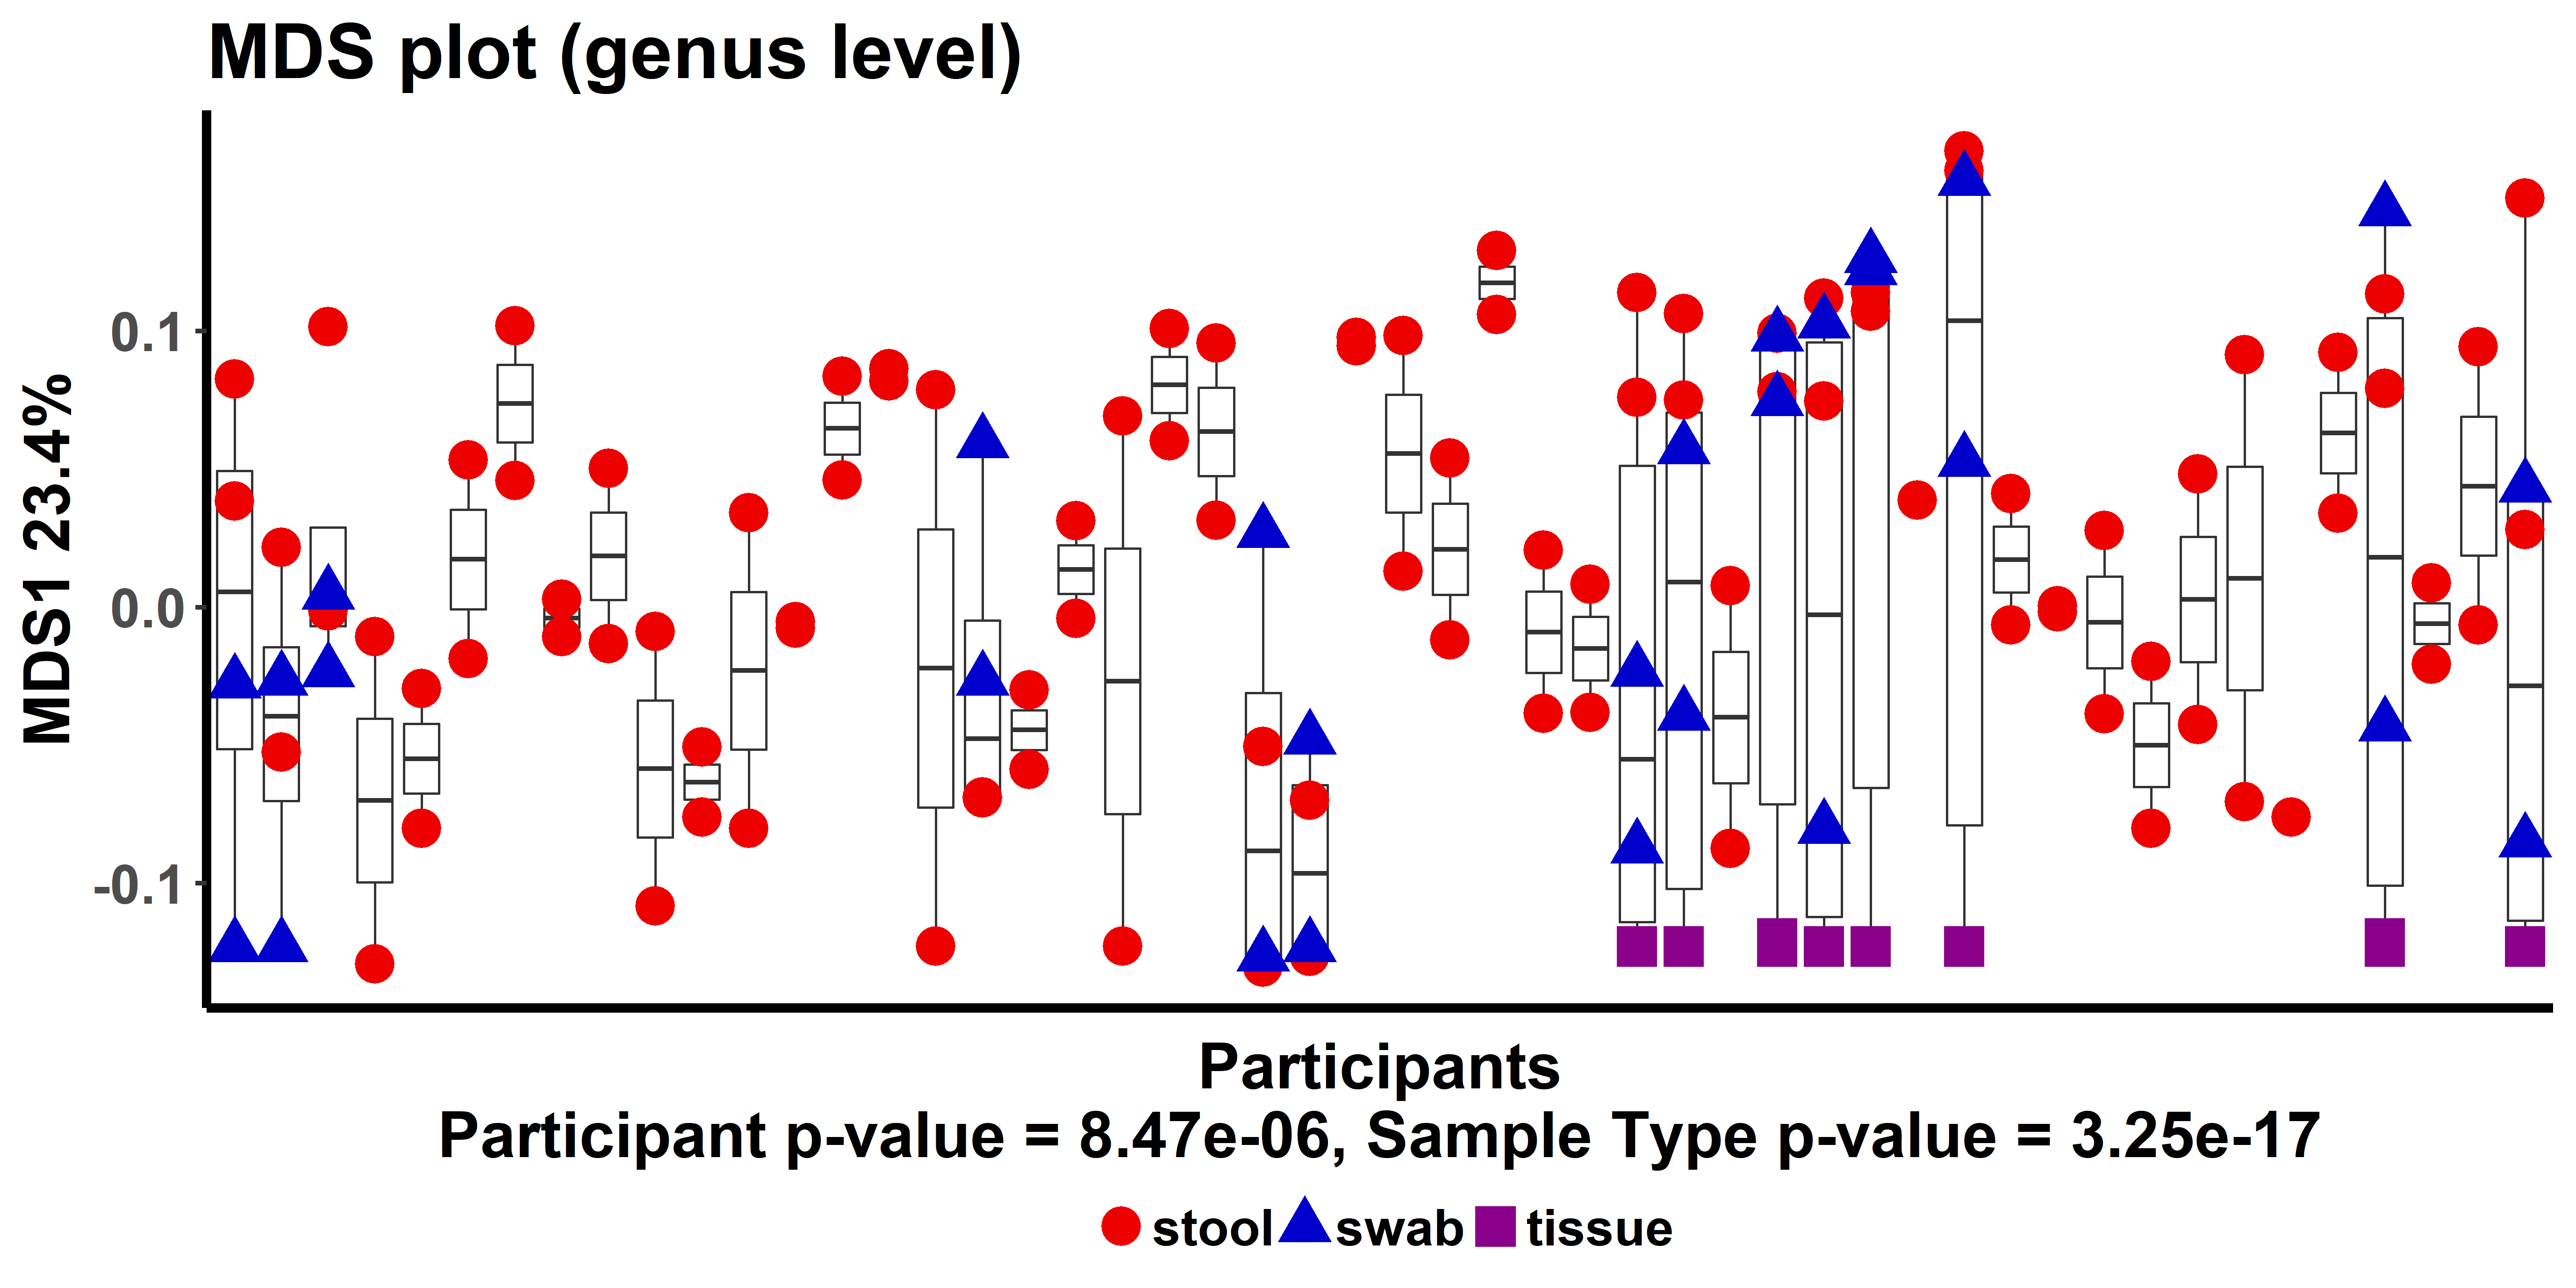 MDS plot (genus level)
MDS1 23.4%
0.1
0.0
-0.1
Participants
Participant p-value = 8.47e-06, Sample Type p-value = 3.25e-17
stool swab tissue